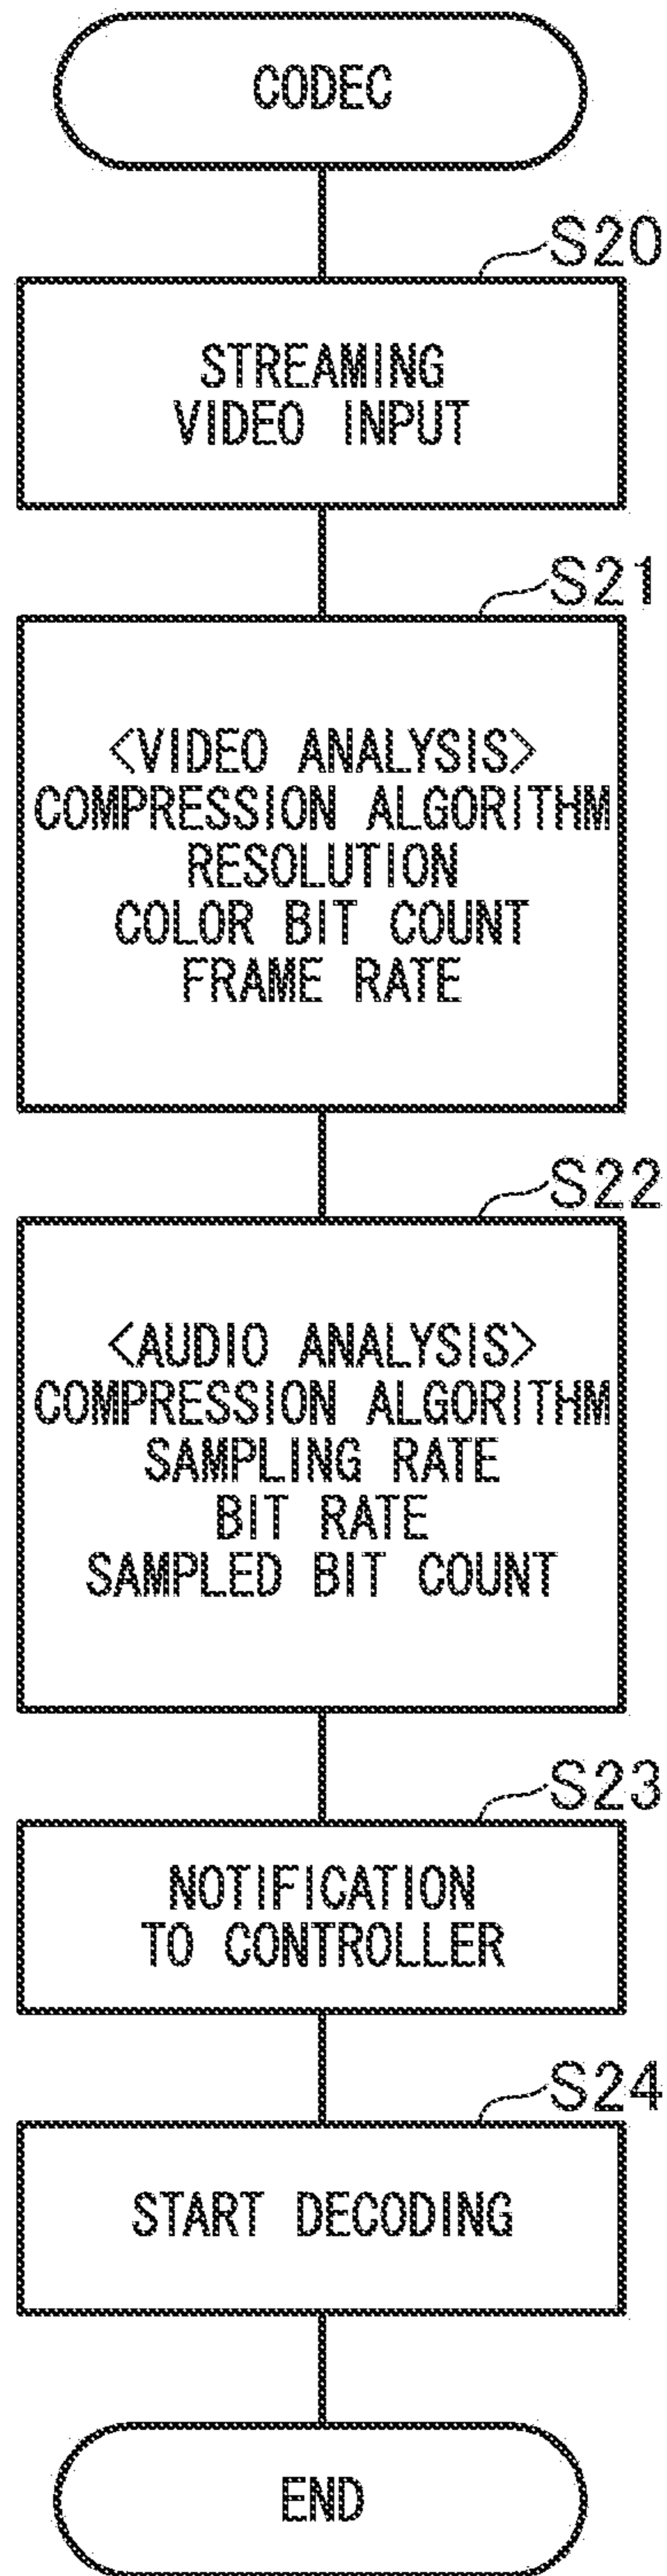 CODEC
S20
STREAMING
VIDEO INPUT
S21
<VIDEO ANALYSIS>
COMPRESSION ALGORITHM
RESOLUTION
COLOR BIT COUNT
FRAME RATE
S22
<AUDIO ANALYSIS>
COMPRESSION ALGORITHM
SAMPLING RATE
BIT RATE
SAMPLED BIT COUNT
S23
NOTIFICATION
TO CONTROLLER
S24
START DECODING
END